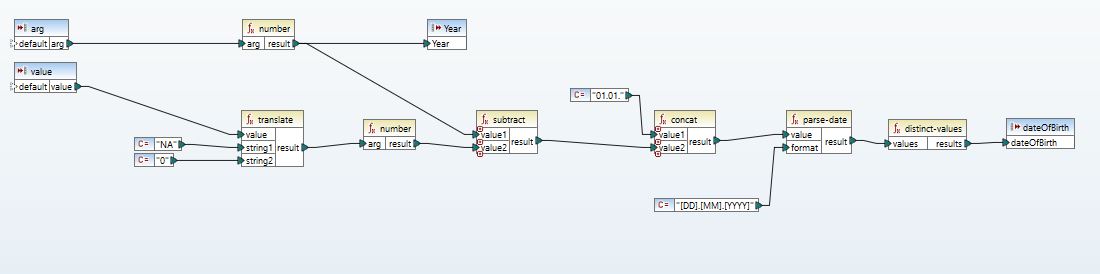 arg
default arg
number
arg result
Year
Year
value
default value
translate
value
string1 result
string2
C= "NA"
C= "0"
number
arg result
subtract
value1
result
value2
C= "01.01."
concat
value1
result
value2
parse-date
value
result
format
C= "[DD].[MM].[YYYY]"
distinct-values
values results
dateOfBirth
dateOfBirth